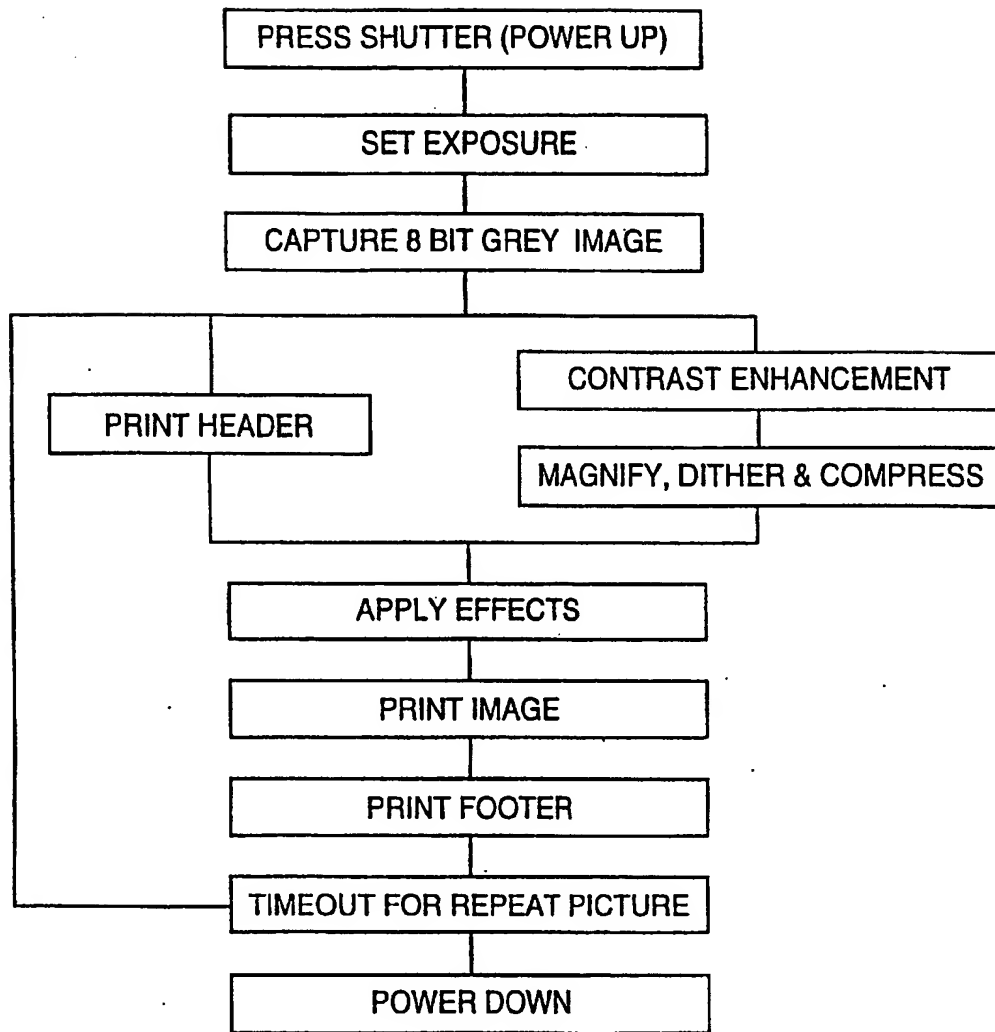 PRESS SHUTTER (POWER UP)
SET EXPOSURE
CAPTURE 8 BIT GREY IMAGE
CONTRAST ENHANCEMENT
PRINT HEADER
MAGNIFY, DITHER & COMPRESS
APPLY EFFECTS
PRINT IMAGE
PRINT FOOTER
TIMEOUT FOR REPEAT PICTURE
POWER DOWN